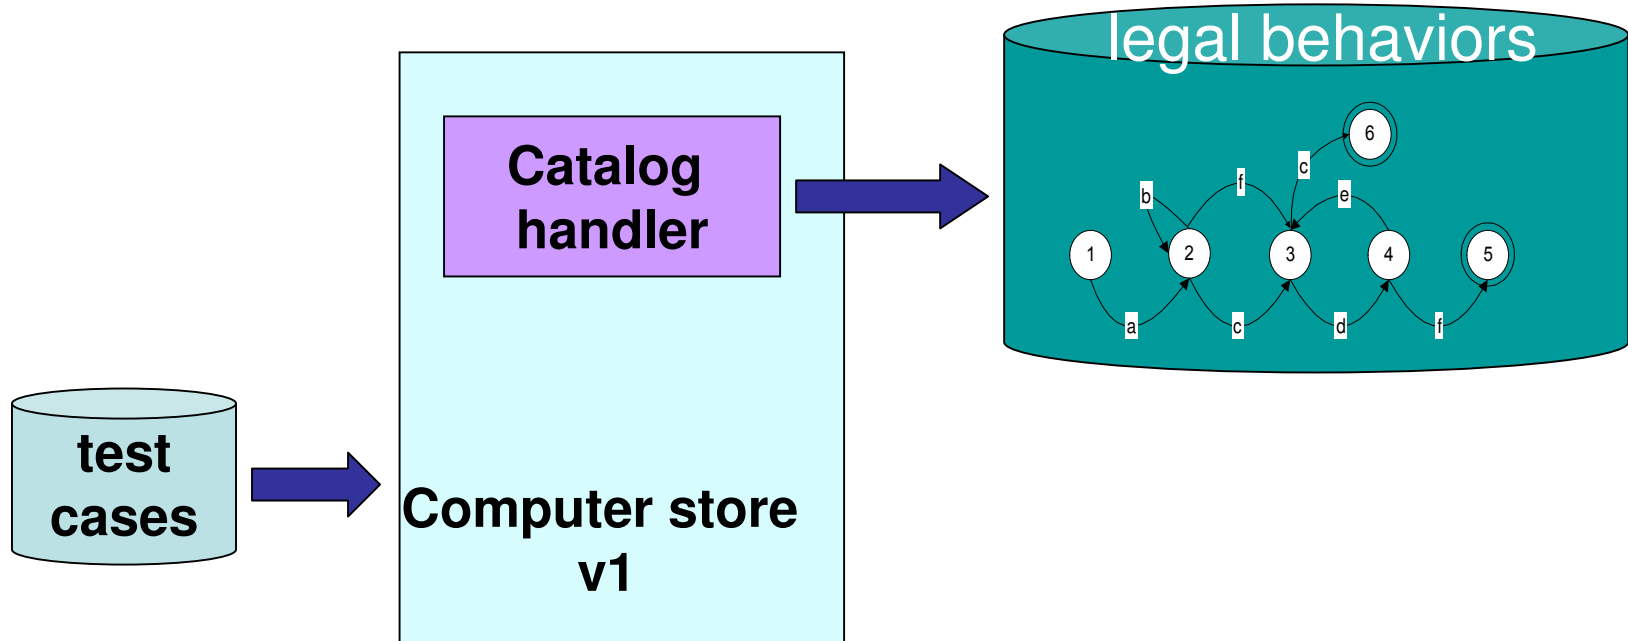 legal behaviors
6
c
f
e
b
1
2
3
4
5
a
c
d
f
Catalog
handler
test
cases
Computer store
v1